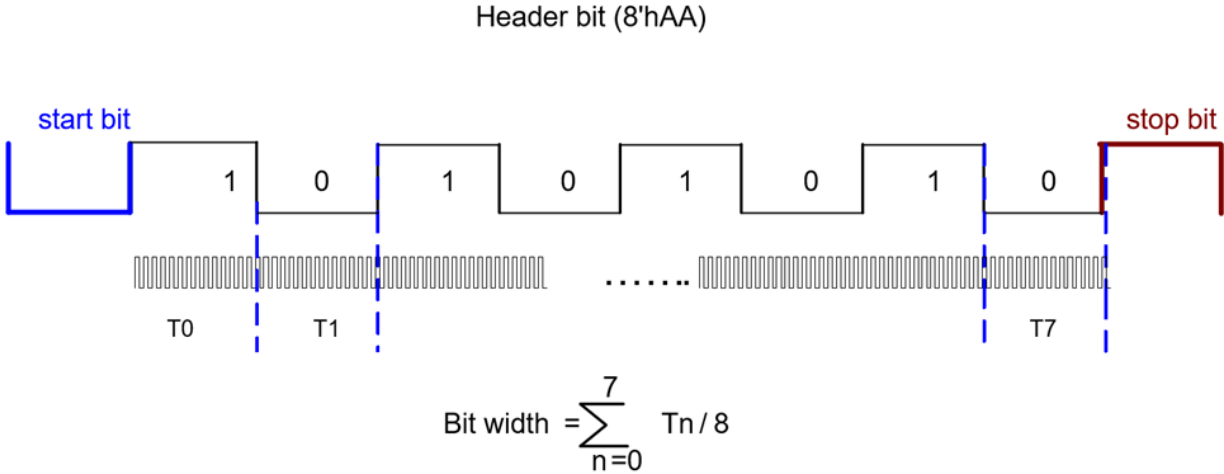 Header bit (8'hAA)
start bit
stop bit
1 0 1 0 1 0 1 0
.......
T0 T1 T7
7
Bit width = ∑ Tn / 8
n=0